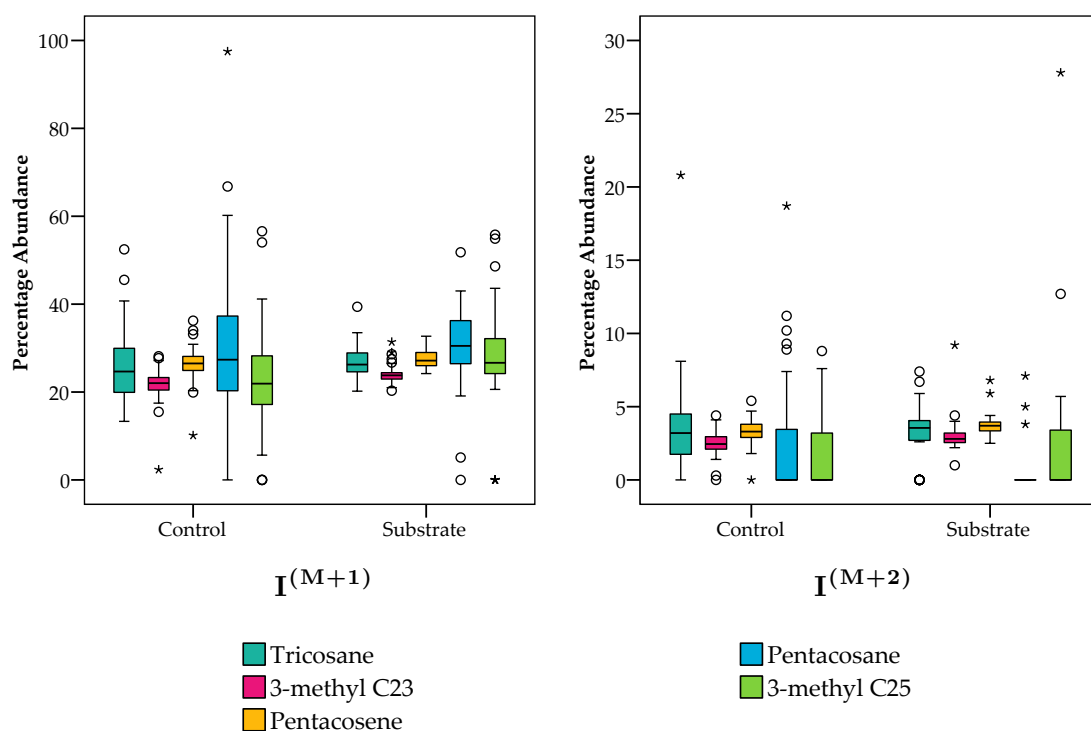 Percentage Abundance
100
80
60
40
20
0
Control
Substrate
I^(M+1)
Percentage Abundance
30
25
20
15
10
5
0
Control
Substrate
I^(M+2)
Tricosane
3-methyl C23
Pentacosene
Pentacosane
3-methyl C25